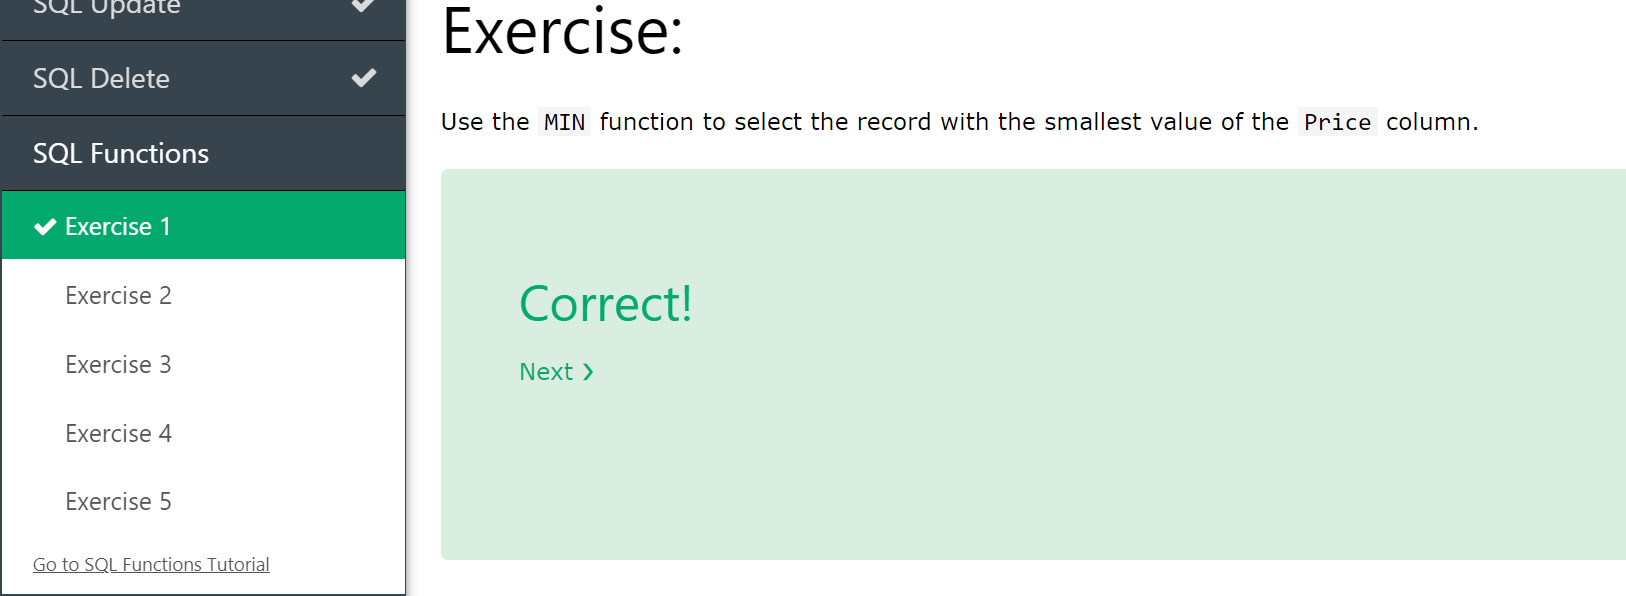 SQL Update
SQL Delete
SQL Functions
Exercise 1
Exercise 2
Exercise 3
Exercise 4
Exercise 5
Go to SQL Functions Tutorial
Exercise:
Use the MIN function to select the record with the smallest value of the Price column.
Correct!
Next ❯